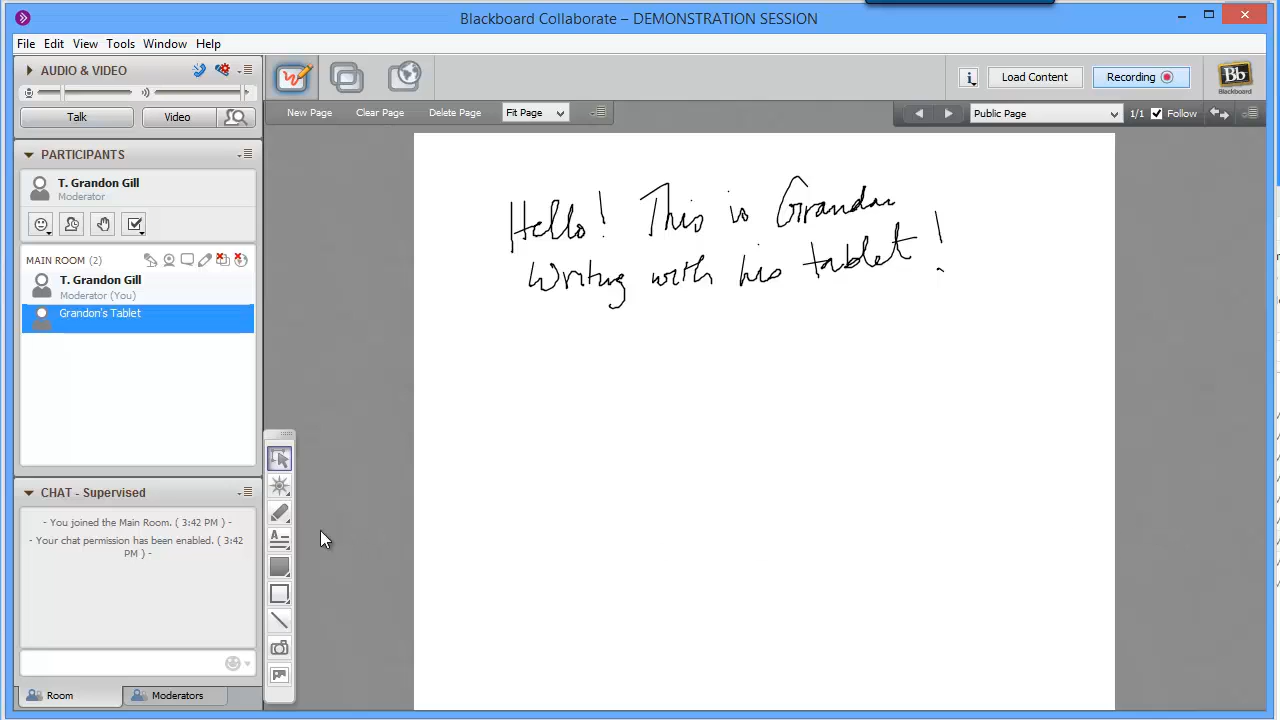 Blackboard Collaborate – DEMONSTRATION SESSION
File Edit View Tools Window Help
AUDIO & VIDEO
Load Content
Recording
Bb
Blackboard
Talk
Video
New Page
Clear Page
Delete Page
Fit Page
Public Page
1/1
Follow
PARTICIPANTS
T. Grandon Gill
Moderator
MAIN ROOM (2)
T. Grandon Gill
Moderator (You)
Grandon's Tablet
Hello! This is Grandon
Writing with his tablet!
CHAT - Supervised
- You joined the Main Room. ( 3:42 PM ) -
- Your chat permission has been enabled. ( 3:42
PM ) -
Room
Moderators